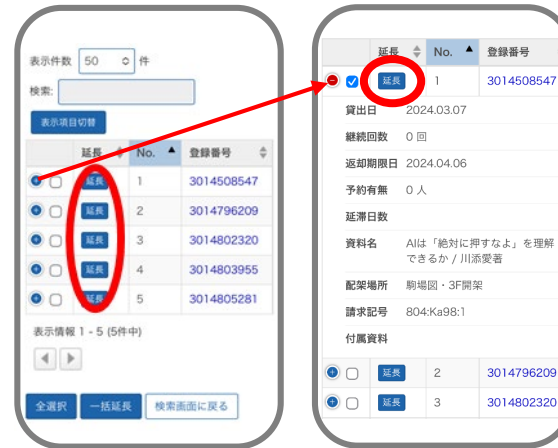 表示件数 50 件
検索:
表示項目切替
延長 No. 登録番号
延長 1 3014508547
延長 2 3014796209
延長 3 3014802320
延長 4 3014803955
延長 5 3014805281
表示情報 1 - 5 (5件中)
全選択 一括延長 検索画面に戻る
延長 No. 登録番号
延長 1 3014508547
貸出日 2024.03.07
継続回数 0 回
返却期限日 2024.04.06
予約有無 0 人
延滞日数
資料名 AIは「絶対に押すなよ」を理解
できるか / 川添愛著
配架場所 駒場図・3F開架
請求記号 804:Ka98:1
付属資料
延長 2 3014796209
延長 3 3014802320